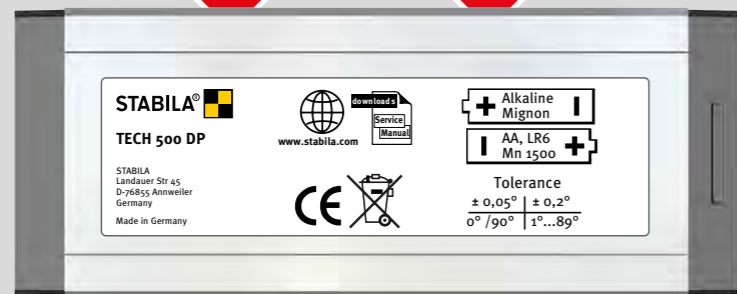 STABILA®
TECH 500 DP
STABILA
Landauer Str 45
D-76855 Annweiler
Germany
Made in Germany
www.stabila.com
downloads
Service
Manual
CE
+ Alkaline Mignon I
I AA, LR6 Mn 1500 +
Tolerance
± 0,05° | ± 0,2°
0° /90° | 1°...89°